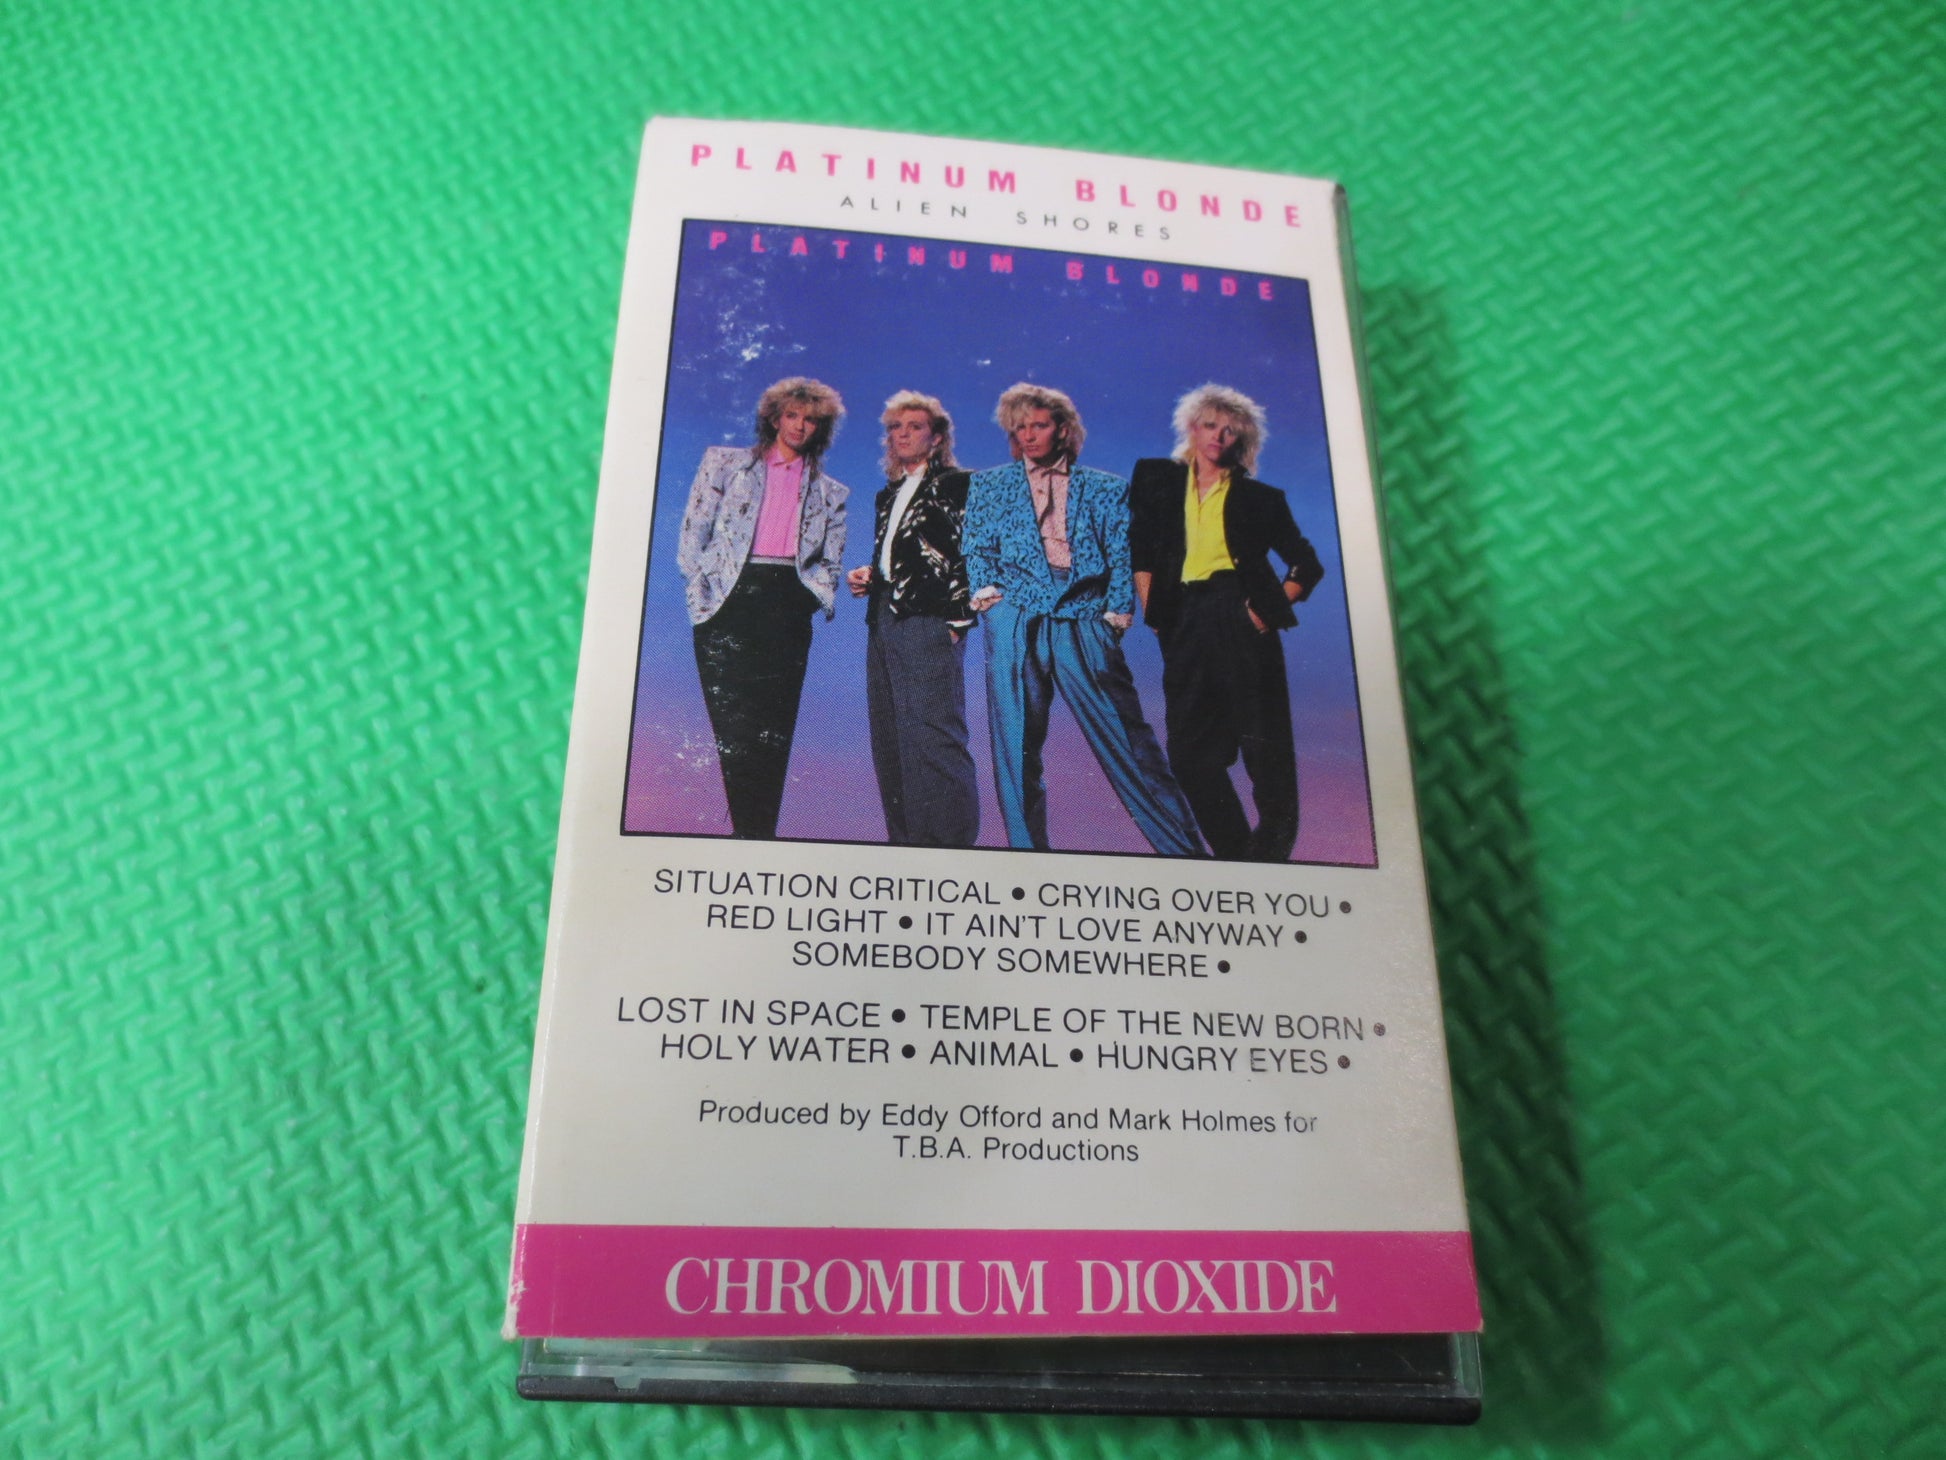 PLATINUM BLONDE
ALIEN SHORES
PLATINUM BLONDE
SITUATION CRITICAL • CRYING OVER YOU •
RED LIGHT • IT AIN'T LOVE ANYWAY •
SOMEBODY SOMEWHERE •
LOST IN SPACE • TEMPLE OF THE NEW BORN •
HOLY WATER • ANIMAL • HUNGRY EYES •
Produced by Eddy Offord and Mark Holmes for
T.B.A. Productions
CHROMIUM DIOXIDE